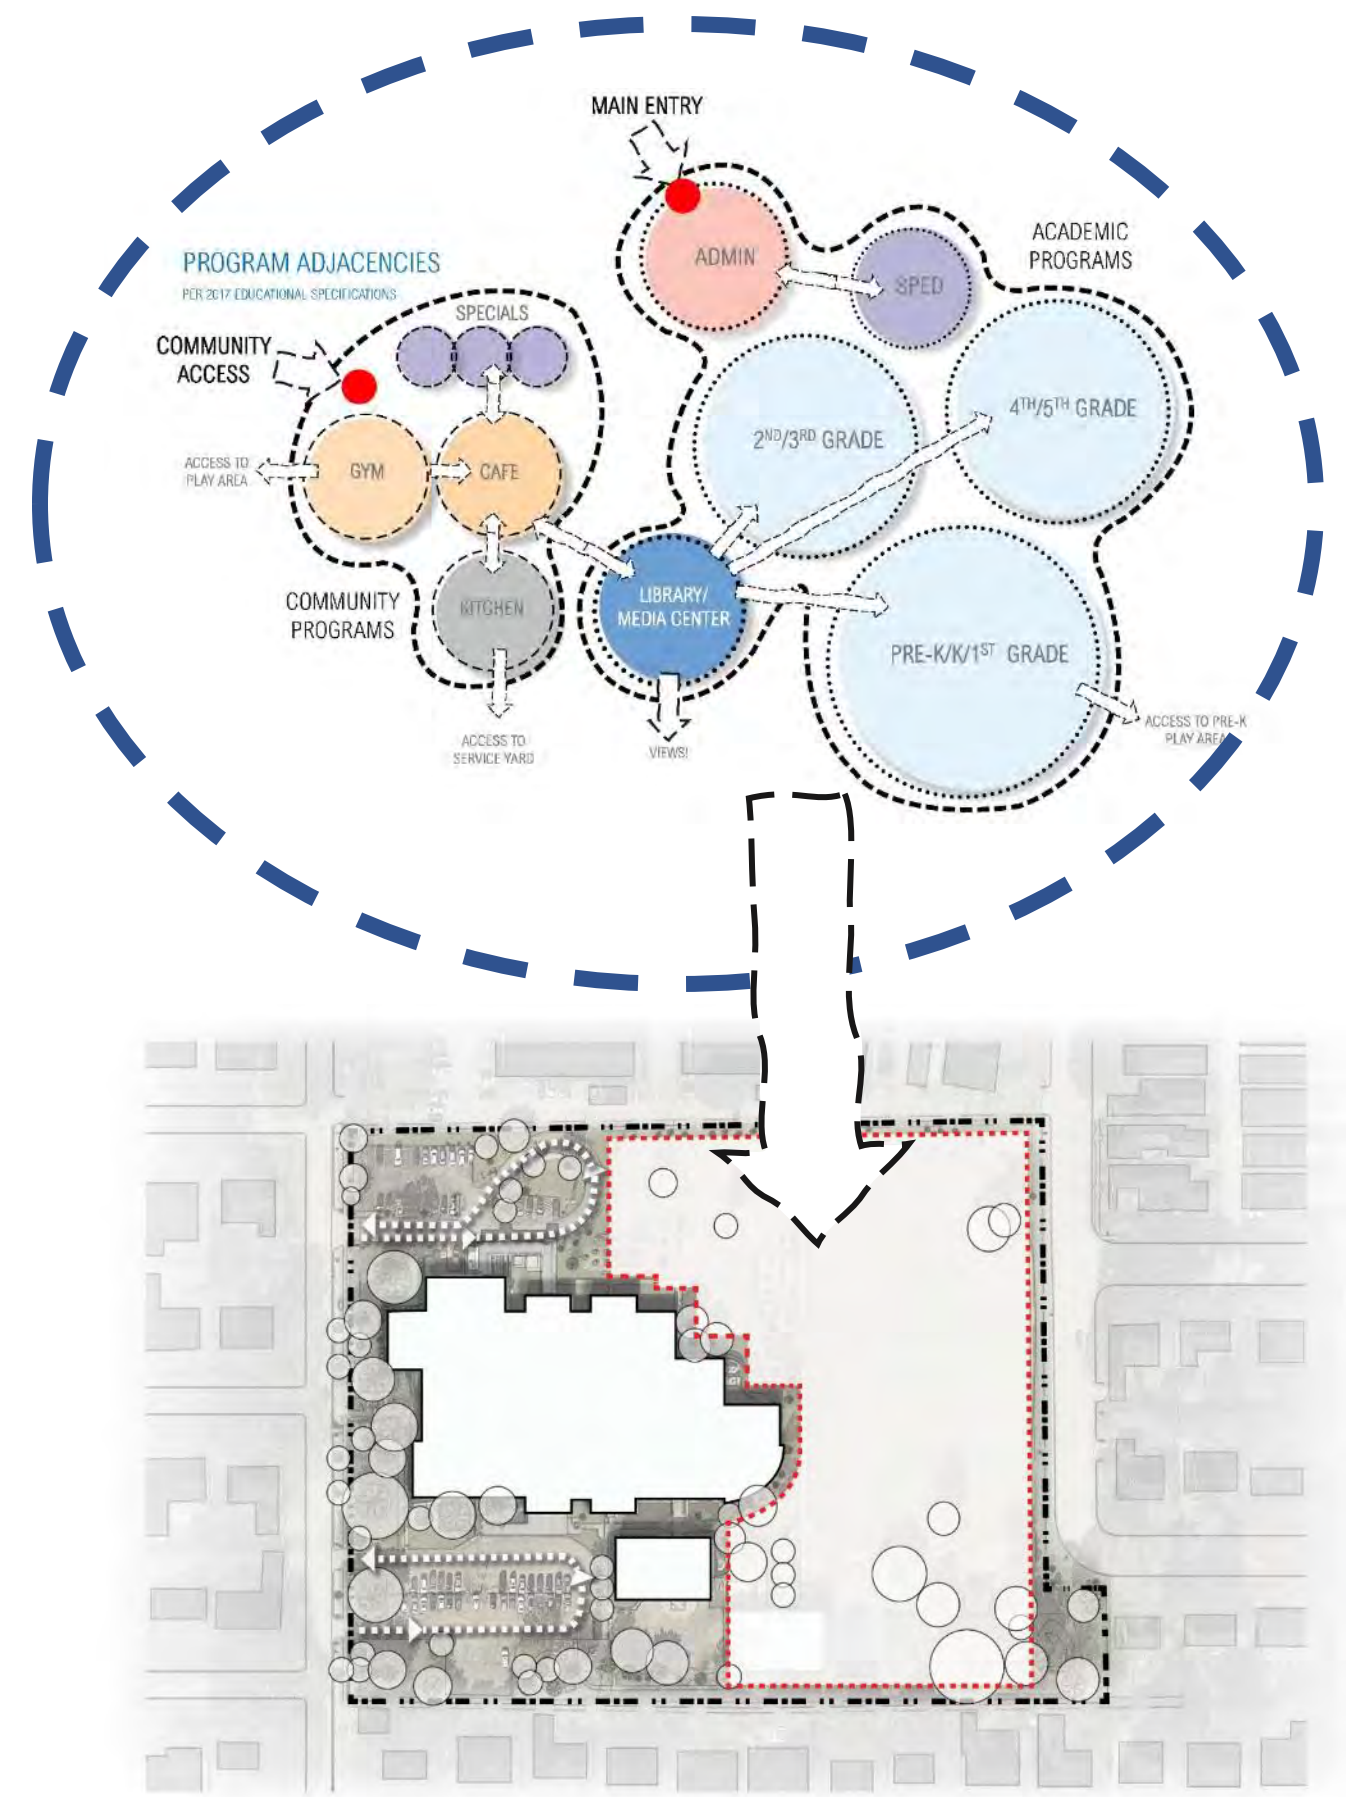 MAIN ENTRY
ACADEMIC
PROGRAMS
PROGRAM ADJACENCIES
PER 2017 EDUCATIONAL SPECIFICATIONS
ADMIN
SPED
SPECIALS
COMMUNITY
ACCESS
4TH/5TH GRADE
2ND/3RD GRADE
ACCESS TO
PLAY AREA
GYM
CAFE
LIBRARY/
MEDIA CENTER
KITCHEN
COMMUNITY
PROGRAMS
PRE-K/K/1ST GRADE
ACCESS TO PRE-K
PLAY AREA
ACCESS TO
SERVICE YARD
VIEWS!